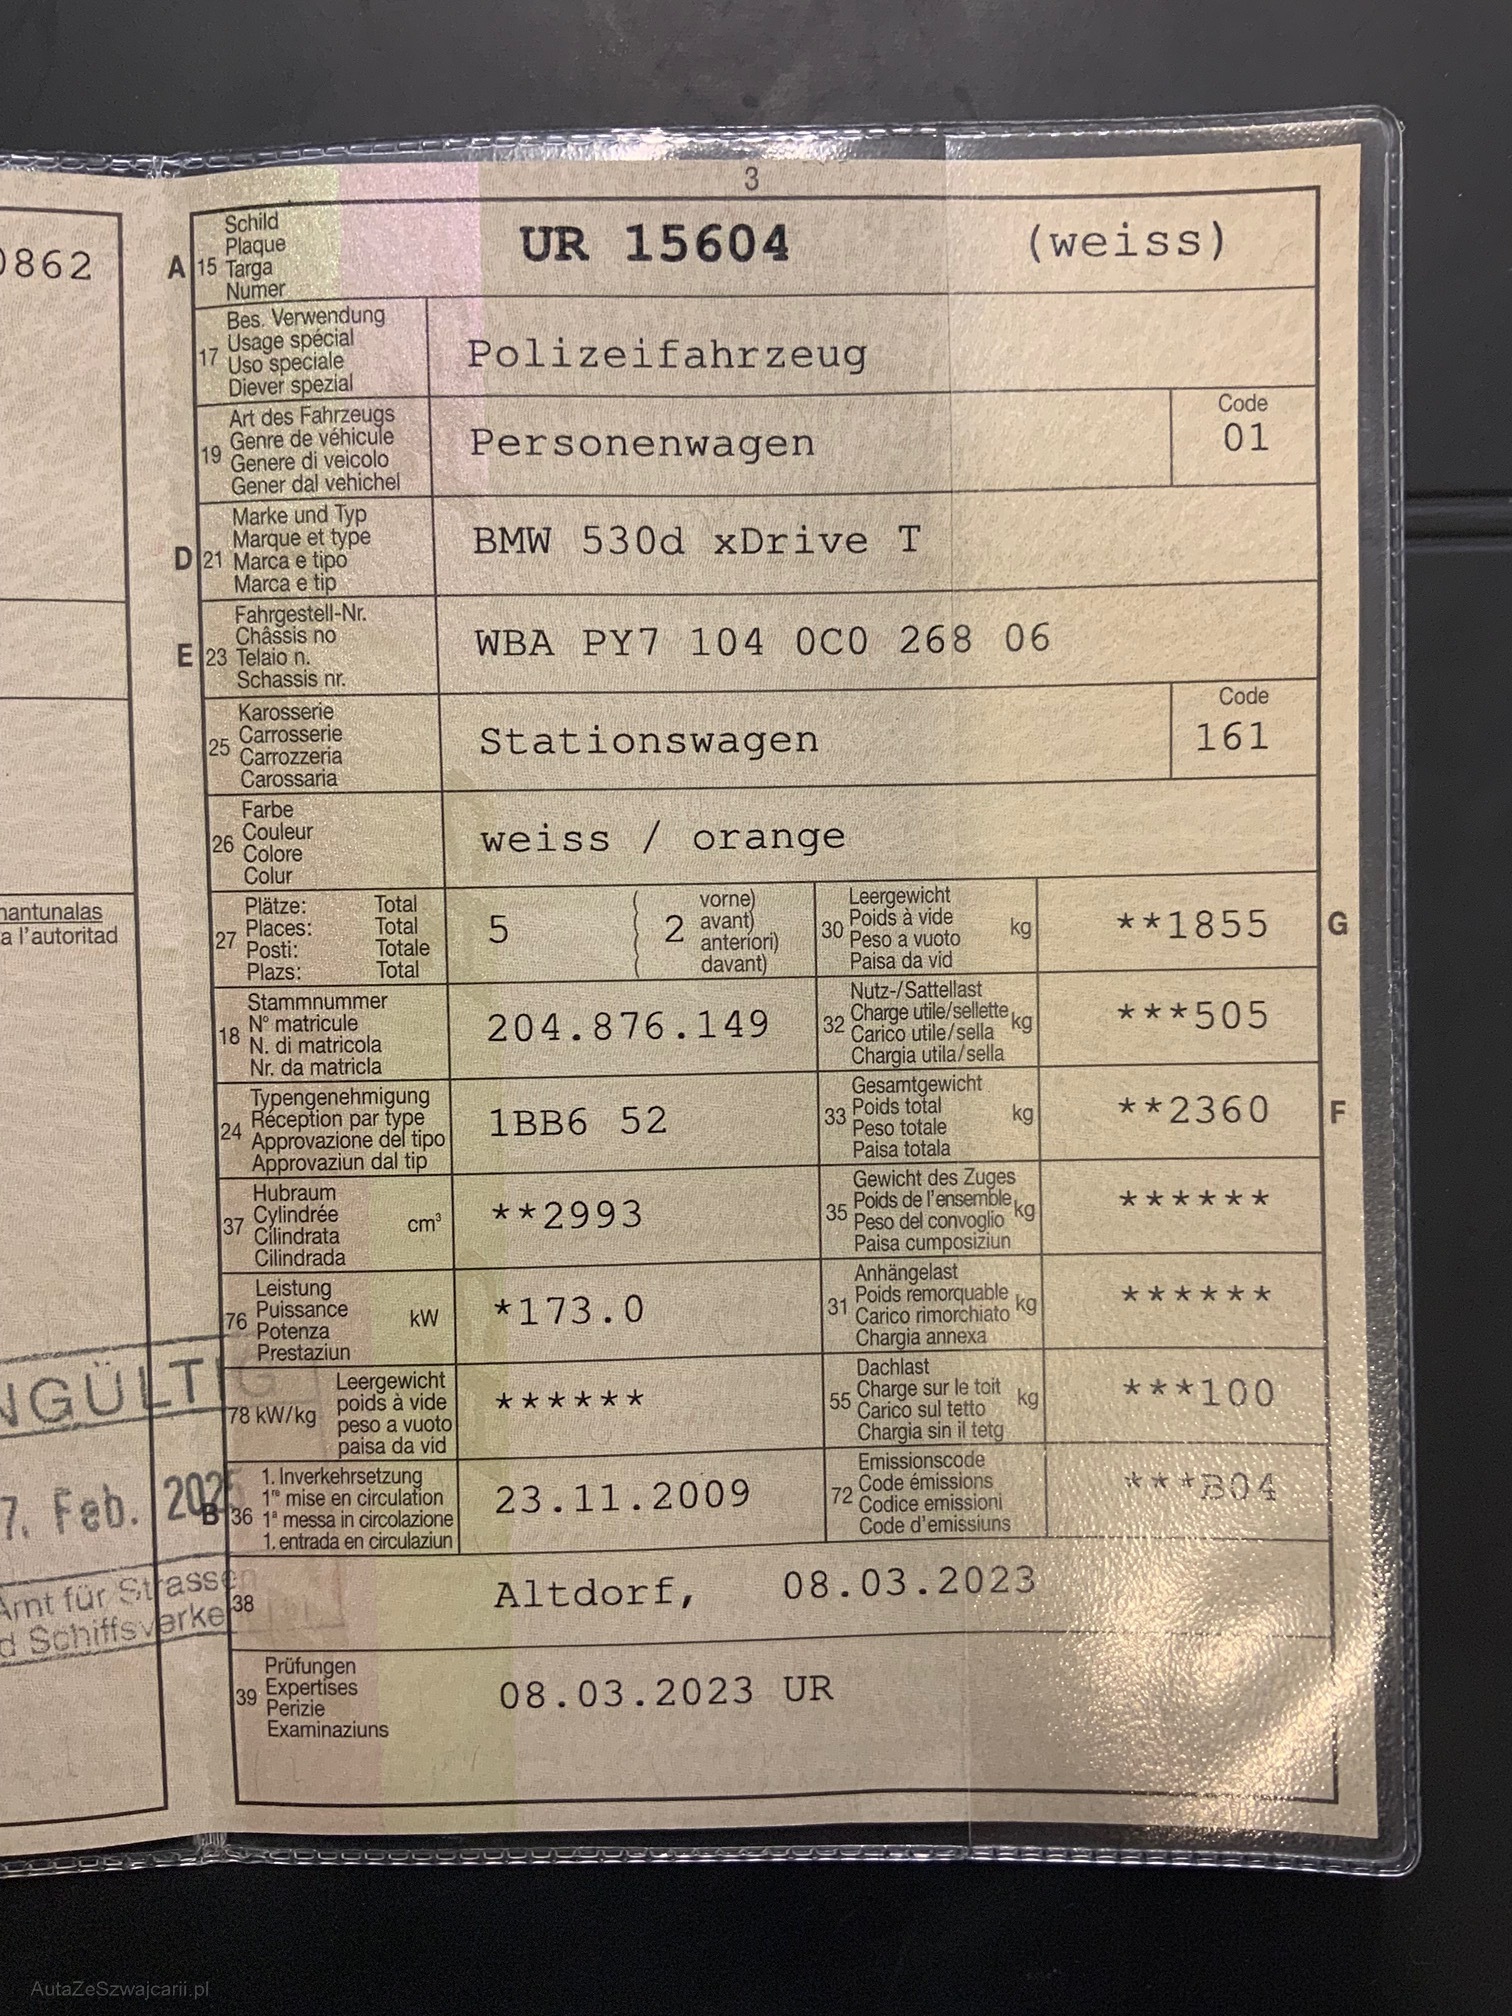 3
0862
A 15 Schild
Plaque
Targa
Numer
UR 15604 (weiss)
17 Bes. Verwendung
Usage spécial
Uso speciale
Diever spezial
Polizeifahrzeug
19 Art des Fahrzeugs
Genre de véhicule
Genere di veicolo
Gener dal vehichel
Personenwagen
Code
01
D 21 Marke und Typ
Marque et type
Marca e tipo
Marca e tip
BMW 530d xDrive T
E 23 Fahrgestell-Nr.
Châssis no
Telaio n.
Schassis nr.
WBA PY7 104 0C0 268 06
25 Karosserie
Carrosserie
Carrozzeria
Carossaria
Stationswagen
Code
161
26 Farbe
Couleur
Colore
Colur
weiss / orange
27 Plätze: Total
Places: Total
Posti: Totale
Plazs: Total
5 ( 2 vorne)
( avant)
( anteriori)
( davant)
30 Leergewicht
Poids à vide
Peso a vuoto
Paisa da vid
kg
**1855 G
18 Stammnummer
N° matricule
N. di matricola
Nr. da matricla
204.876.149
32 Nutz-/Sattellast
Charge utile/sellette
Carico utile/sella
Chargia utila/sella
kg
***505
24 Typengenehmigung
Réception par type
Approvazione del tipo
Approvaziun dal tip
1BB6 52
33 Gesamtgewicht
Poids total
Peso totale
Paisa totala
kg
**2360 F
37 Hubraum
Cylindrée
Cilindrata
Cilindrada
cm³
**2993
35 Gewicht des Zuges
Poids de l'ensemble
Peso del convoglio
Paisa cumposiziun
kg
******
76 Leistung
Puissance
Potenza
Prestaziun
kW
*173.0
31 Anhängelast
Poids remorquable
Carico rimorchiato
Chargia annexa
kg
******
78 kW/kg Leergewicht
poids à vide
peso a vuoto
paisa da vid
******
55 Dachlast
Charge sur le toit
Carico sul tetto
Chargia sin il tetg
kg
***100
B 36 1. Inverkehrsetzung
1re mise en circulation
1a messa in circolazione
1. entrada en circulaziun
23.11.2009
72 Emissionscode
Code émissions
Codice emissioni
Code d'emissiuns
***B04
38 Altdorf, 08.03.2023
39 Prüfungen
Expertises
Perizie
Examinaziuns
08.03.2023 UR
hantunalas
a l'autoritad
NGÜLTIG
7. Feb. 202
Amt für Strassen
d Schiffsverke
AutaZeSzwajcarii.pl